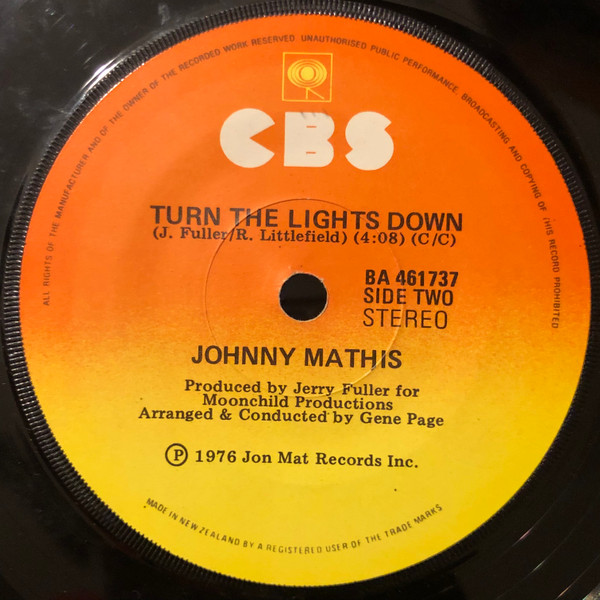 ALL RIGHTS OF THE MANUFACTURER AND OF THE OWNER OF THE RECORDED WORK RESERVED. UNAUTHORISED PUBLIC PERFORMANCE, BROADCASTING AND COPYING OF THIS RECORD PROHIBITED.
CBS
TURN THE LIGHTS DOWN
(J. Fuller/R. Littlefield) (4:08) (C/C)
BA 461737
SIDE TWO
STEREO
JOHNNY MATHIS
Produced by Jerry Fuller for
Moonchild Productions
Arranged & Conducted by Gene Page
Ⓟ 1976 Jon Mat Records Inc.
MADE IN NEW ZEALAND BY A REGISTERED USER OF THE TRADE MARKS